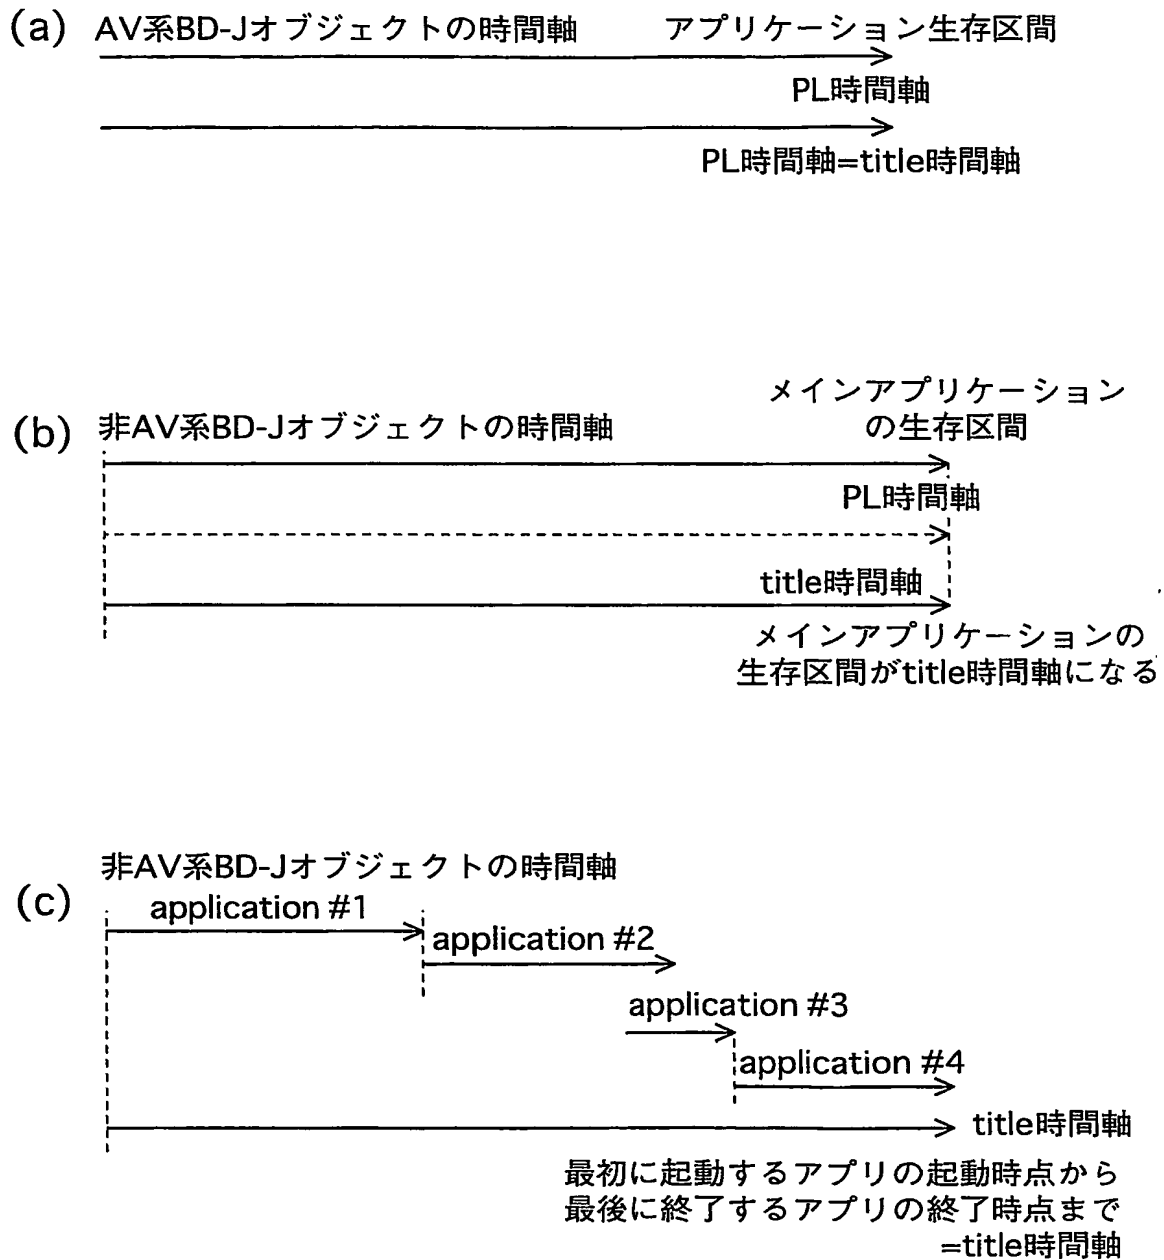 (a) AV系BD-Jオブジェクトの時間軸 アプリケーション生存区間
PL時間軸
PL時間軸=title時間軸
メインアプリケーション
(b) 非AV系BD-Jオブジェクトの時間軸 の生存区間
PL時間軸
title時間軸
メインアプリケーションの
生存区間がtitle時間軸になる
非AV系BD-Jオブジェクトの時間軸
(c) application #1
application #2
application #3
application #4
title時間軸
最初に起動するアプリの起動時点から
最後に終了するアプリの終了時点まで
=title時間軸